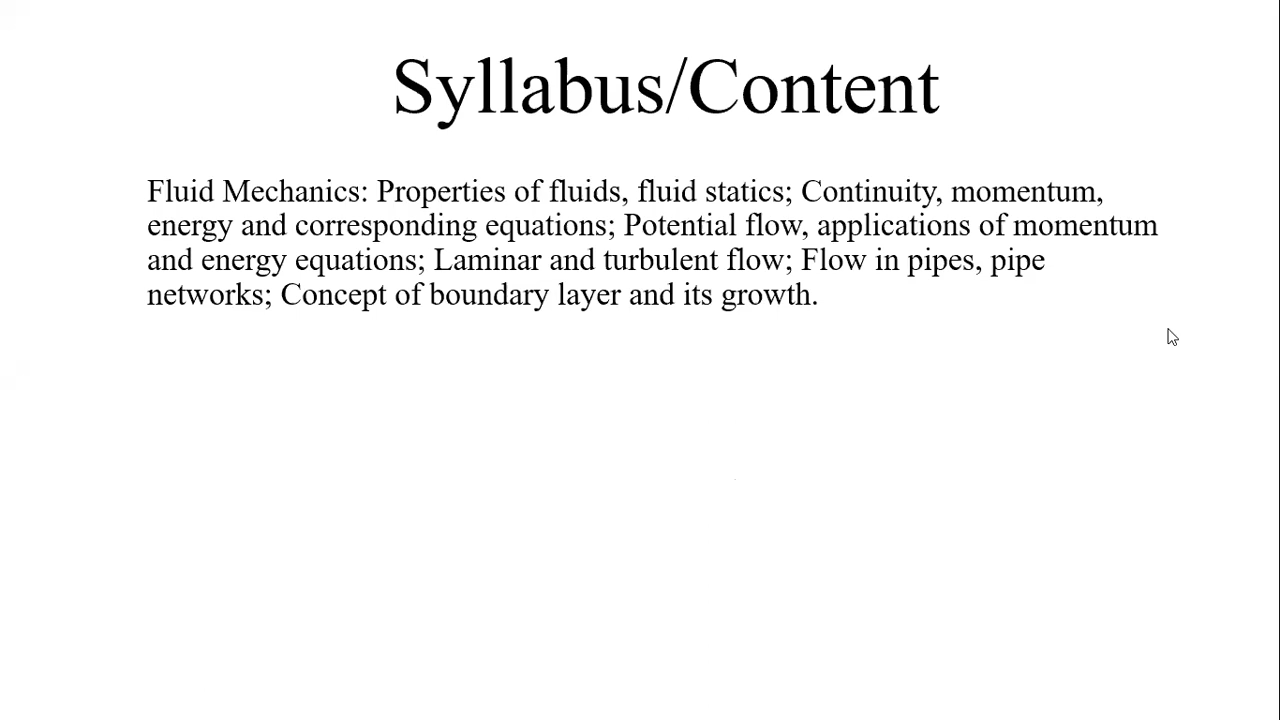 Syllabus/Content
Fluid Mechanics: Properties of fluids, fluid statics; Continuity, momentum,
energy and corresponding equations; Potential flow, applications of momentum
and energy equations; Laminar and turbulent flow; Flow in pipes, pipe
networks; Concept of boundary layer and its growth.